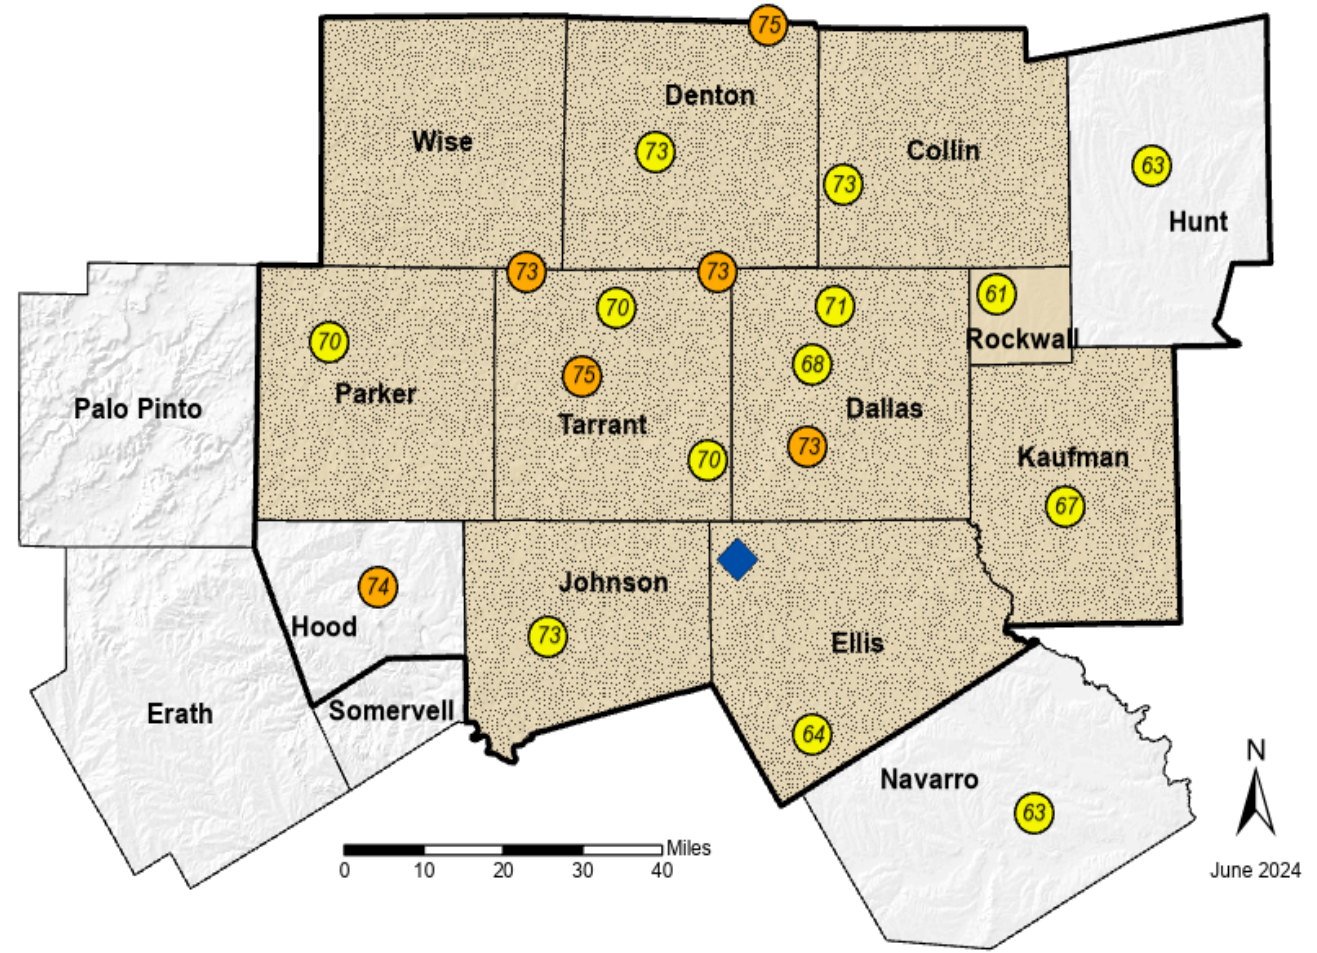 75
Denton
Wise
73
Collin
73
63
Hunt
73
73
70
71
61
Rockwall
70
68
75
Parker
Palo Pinto
Tarrant
Dallas
73
70
Kaufman
67
Johnson
74
Hood
73
Ellis
Erath
Somervell
64
Navarro
63
N
Miles
0 10 20 30 40
June 2024